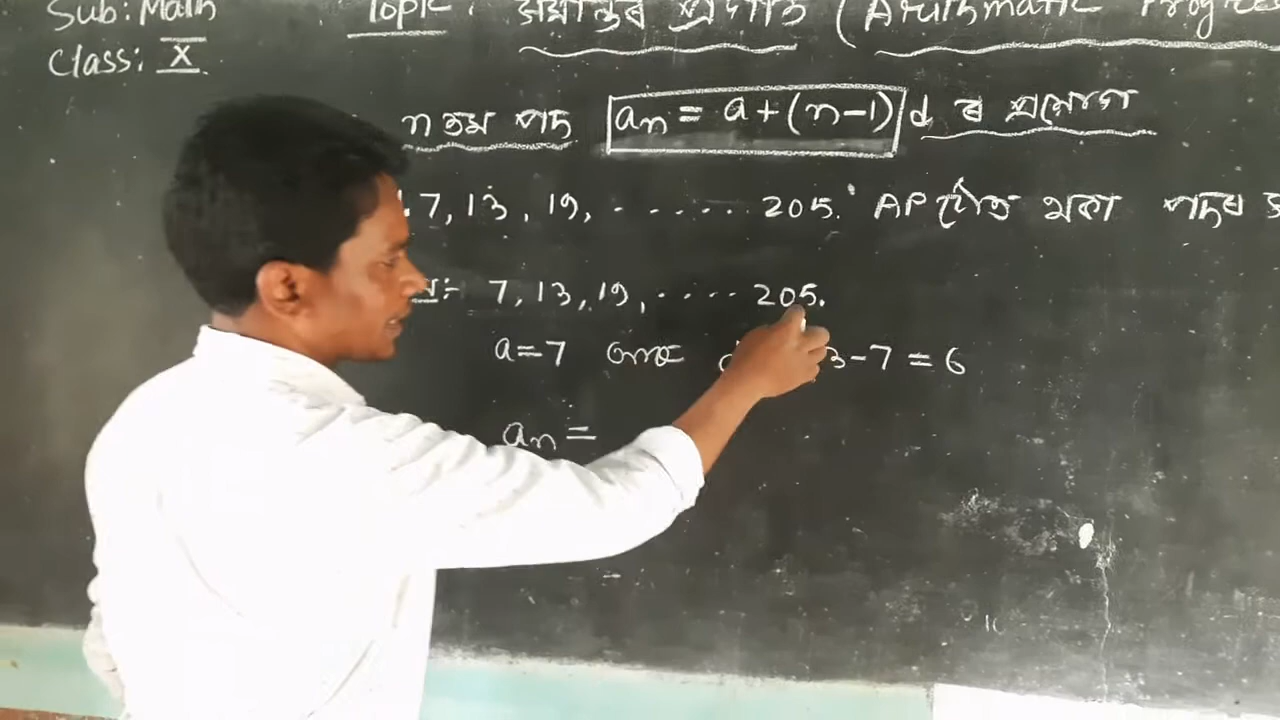 Sub: Math
Class: X
Topic: সমান্তৰ প্ৰগতি (Arithmatic Progres
n তম পদ an = a + (n-1)d ৰ প্ৰয়োগ
7, 13, 19, ....... 205. AP টোত থকা পদৰ
7, 13, 19, ..... 205.
a = 7 আৰু 3 - 7 = 6
an =